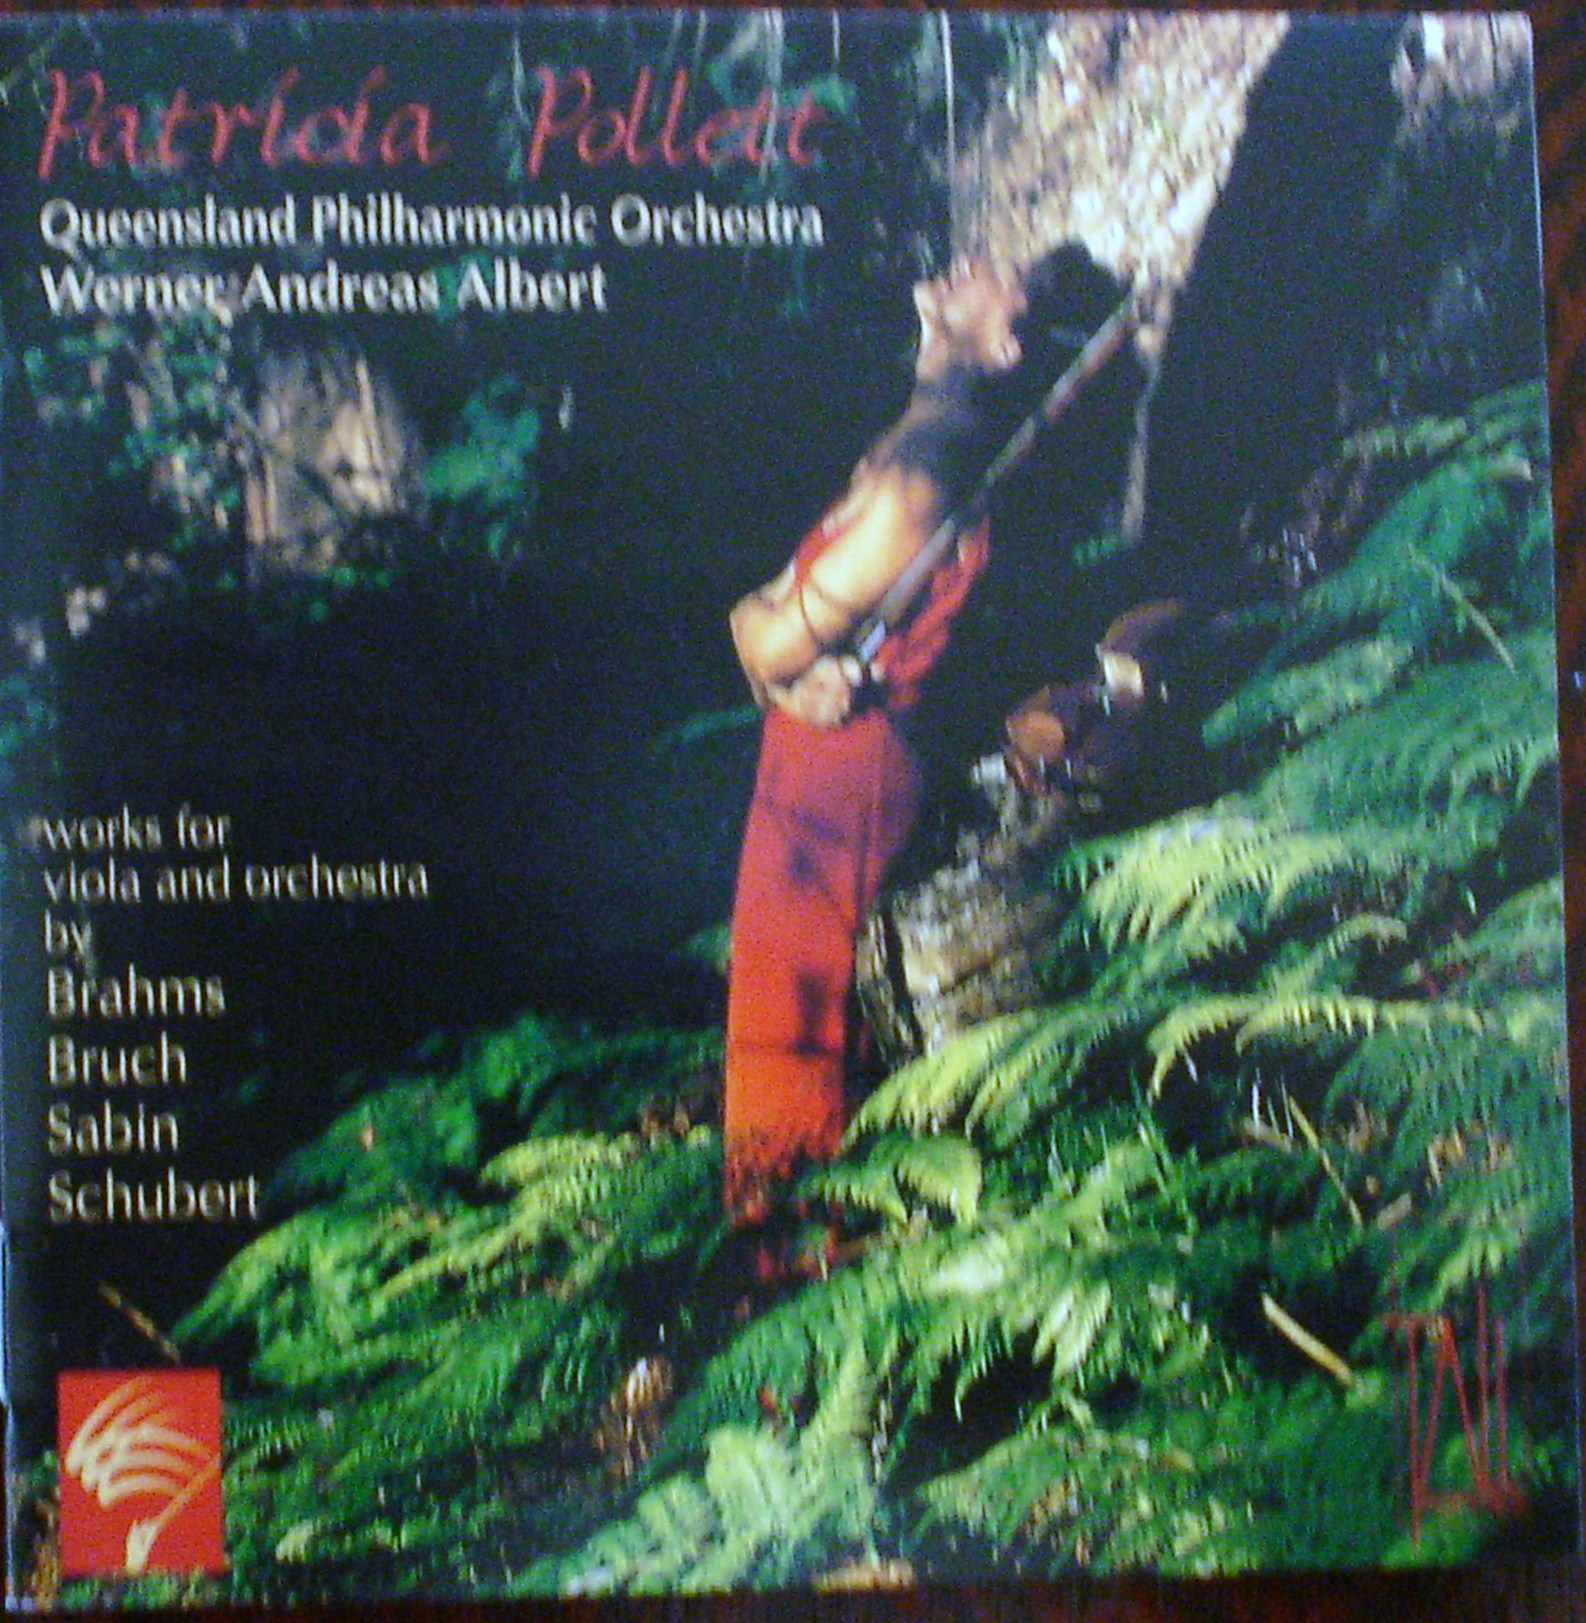 Patricia Pollett
Queensland Philharmonic Orchestra
Werner Andreas Albert
works for
viola and orchestra
by
Brahms
Bruch
Sabin
Schubert